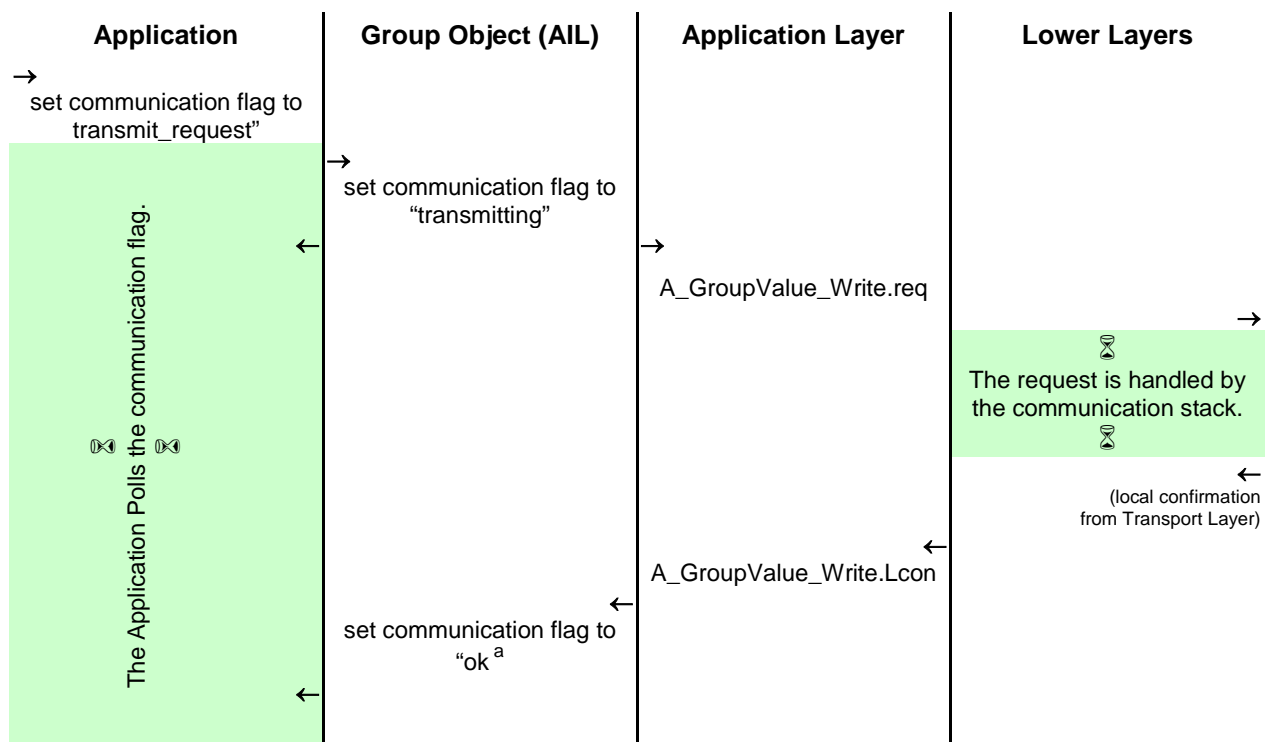 Application
Group Object (AIL)
Application Layer
Lower Layers
→
set communication flag to
transmit_request”
→
set communication flag to
“transmitting”
←
→
The Application Polls the communication flag.
A_GroupValue_Write.req
→
The request is handled by
the communication stack.
←
(local confirmation
from Transport Layer)
←
A_GroupValue_Write.Lcon
←
set communication flag to
“ok a
←